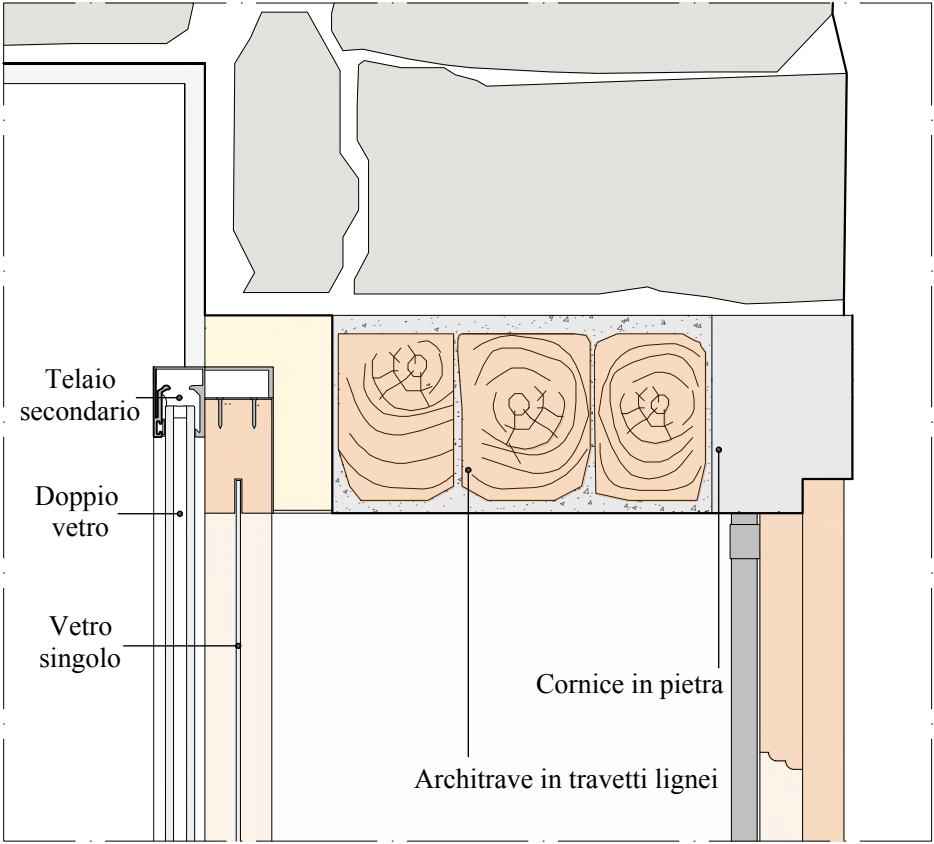 Telaio
secondario
Doppio
vetro
Vetro
singolo
Cornice in pietra
Architrave in travetti lignei